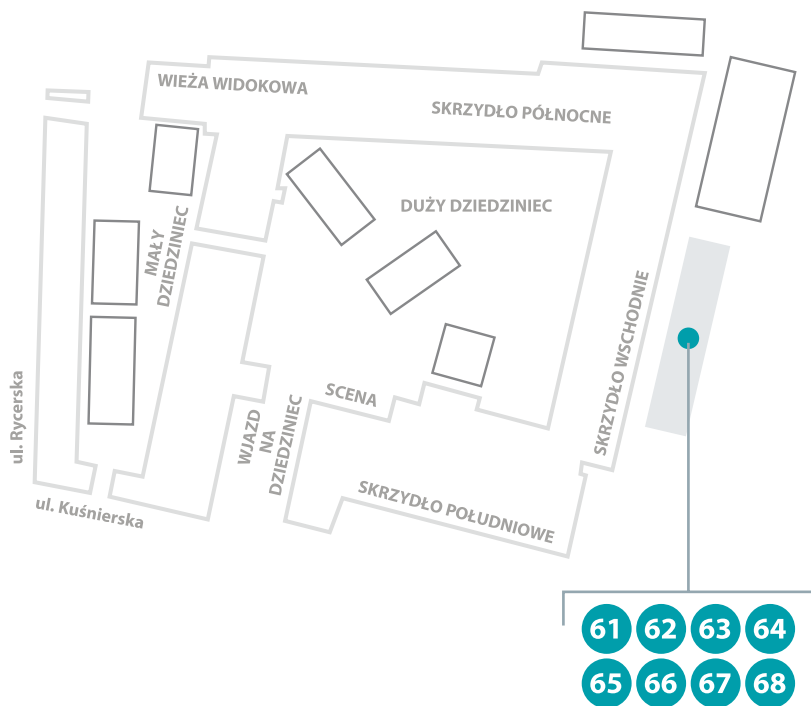 WIEŻA WIDOKOWA
SKRZYDŁO PÓŁNOCNE
DUŻY DZIEDZINIEC
MAŁY
DZIEDZINIEC
SKRZYDŁO WSCHODNIE
SCENA
WJAZD
NA
DZIEDZINIEC
SKRZYDŁO POŁUDNIOWE
ul. Rycerska
ul. Kuśnierska
61 62 63 64
65 66 67 68